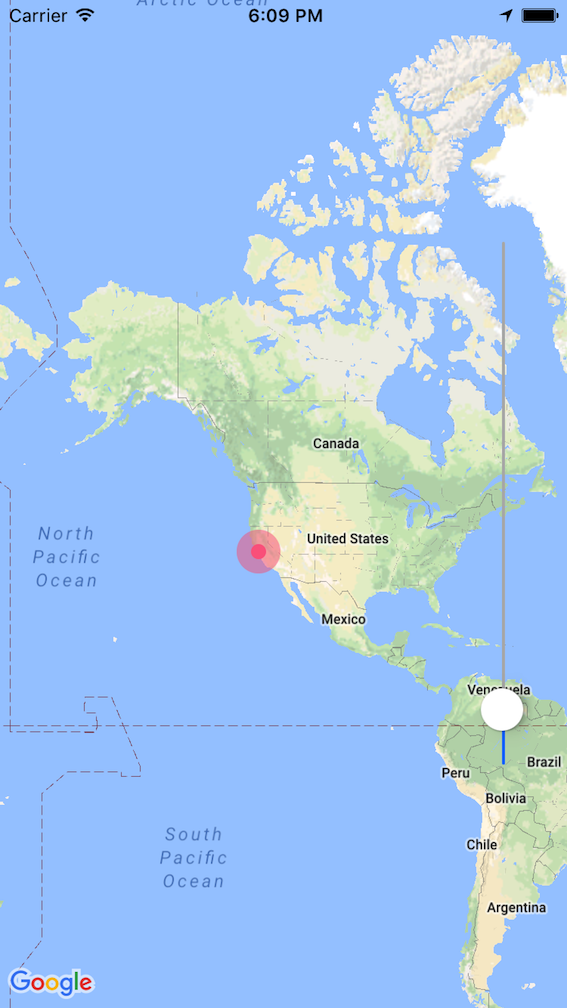 Arctic Ocean
Carrier 6:09 PM
Canada
United States
North
Pacific
Ocean
Mexico
Venezuela
Brazil
Peru
Bolivia
South
Pacific
Ocean
Chile
Argentina
Google